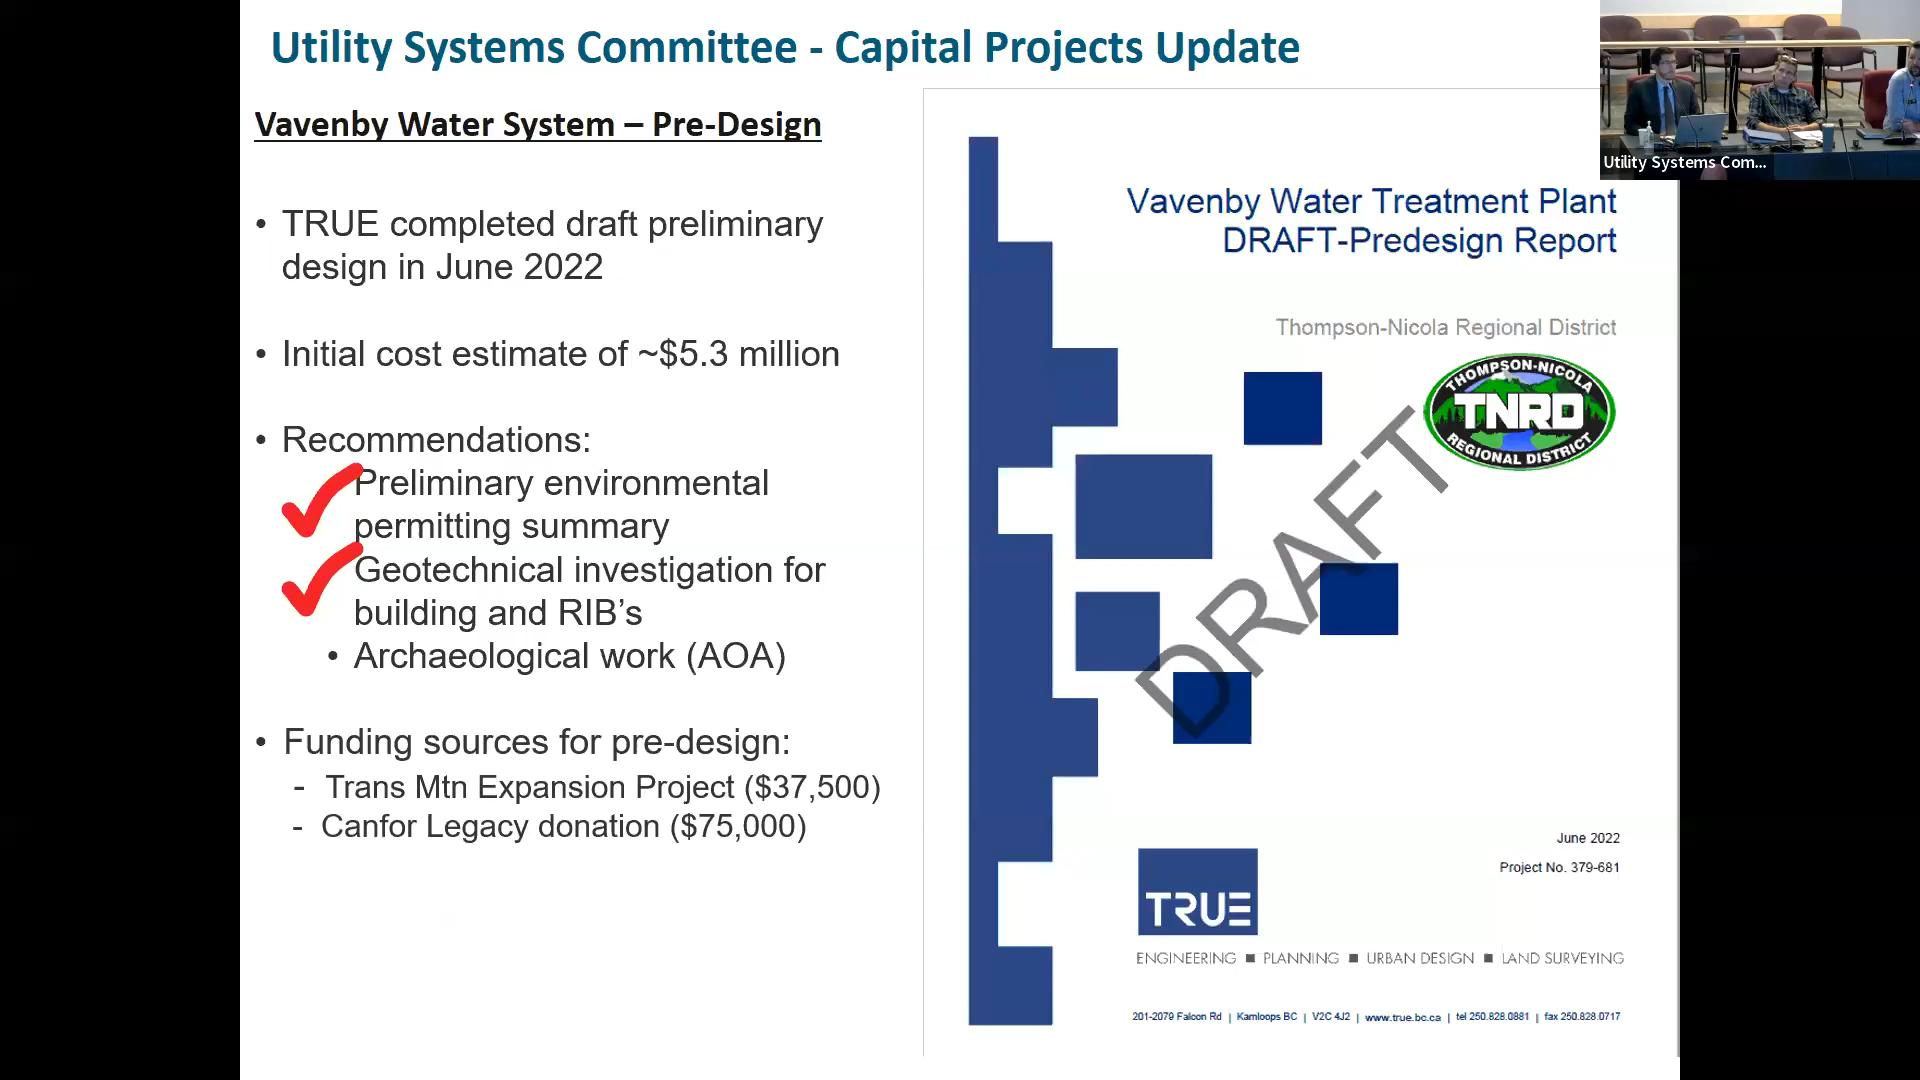 Utility Systems Committee - Capital Projects Update
Vavenby Water System – Pre-Design
• TRUE completed draft preliminary
design in June 2022
• Initial cost estimate of ~$5.3 million
• Recommendations:
Preliminary environmental
permitting summary
Geotechnical investigation for
building and RIB’s
• Archaeological work (AOA)
• Funding sources for pre-design:
- Trans Mtn Expansion Project ($37,500)
- Canfor Legacy donation ($75,000)
Vavenby Water Treatment Plant
DRAFT-Predesign Report
Thompson-Nicola Regional District
THOMPSON-NICOLA
TNRD
REGIONAL DISTRICT
DRAFT
June 2022
Project No. 379-681
TRUE
ENGINEERING ■ PLANNING ■ URBAN DESIGN ■ LAND SURVEYING
201-2079 Falcon Rd | Kamloops BC | V2C 4J2 | www.true.bc.ca | tel 250.828.0881 | fax 250.828.0717
Utility Systems Com...